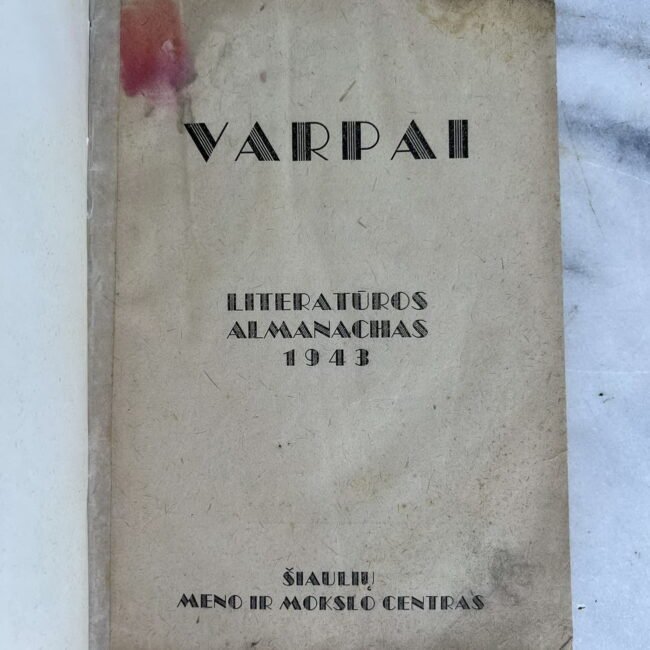 VARPAI
LITERATŪROS
ALMANACHAS
1943
ŠIAULIŲ
MENO IR MOKSLO CENTRAS